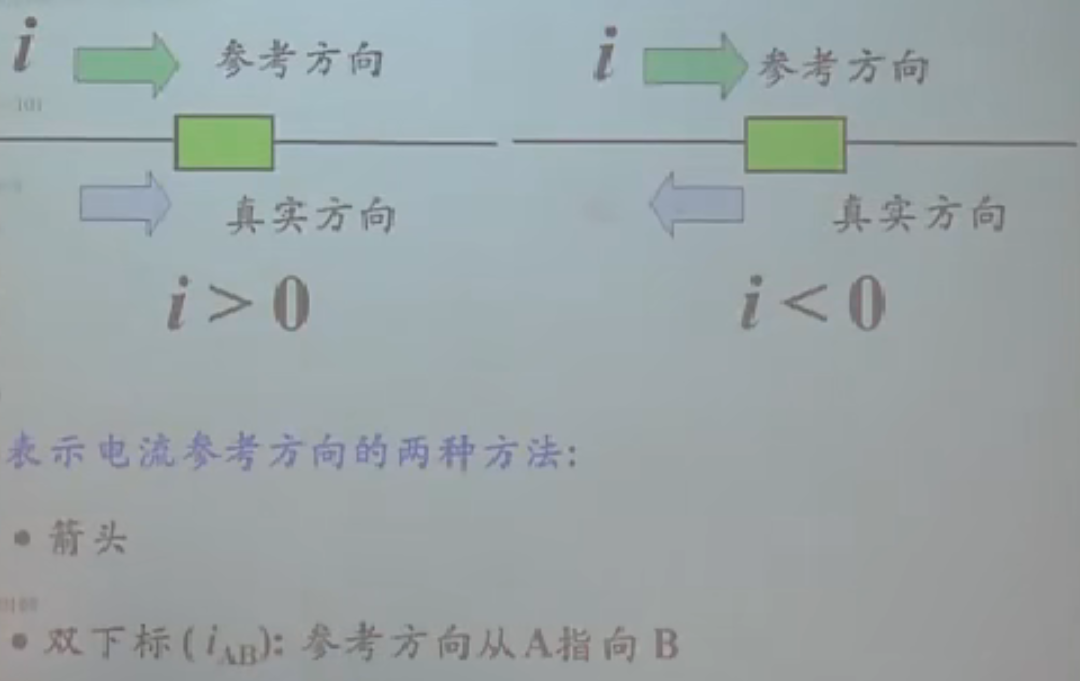 i 参考方向
真实方向
i > 0
i 参考方向
真实方向
i < 0
表示电流参考方向的两种方法:
• 箭头
• 双下标(iAB): 参考方向从A指向 B